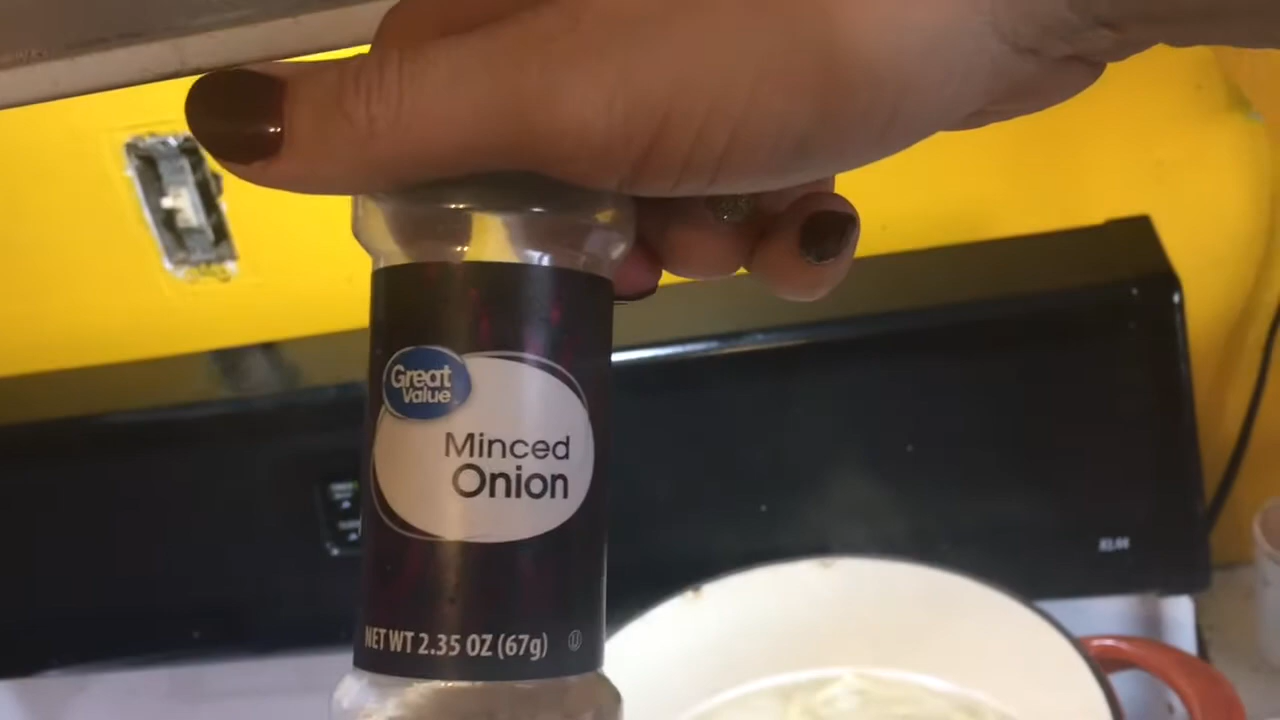 Great
Value
Minced
Onion
NET WT 2.35 OZ (67g)